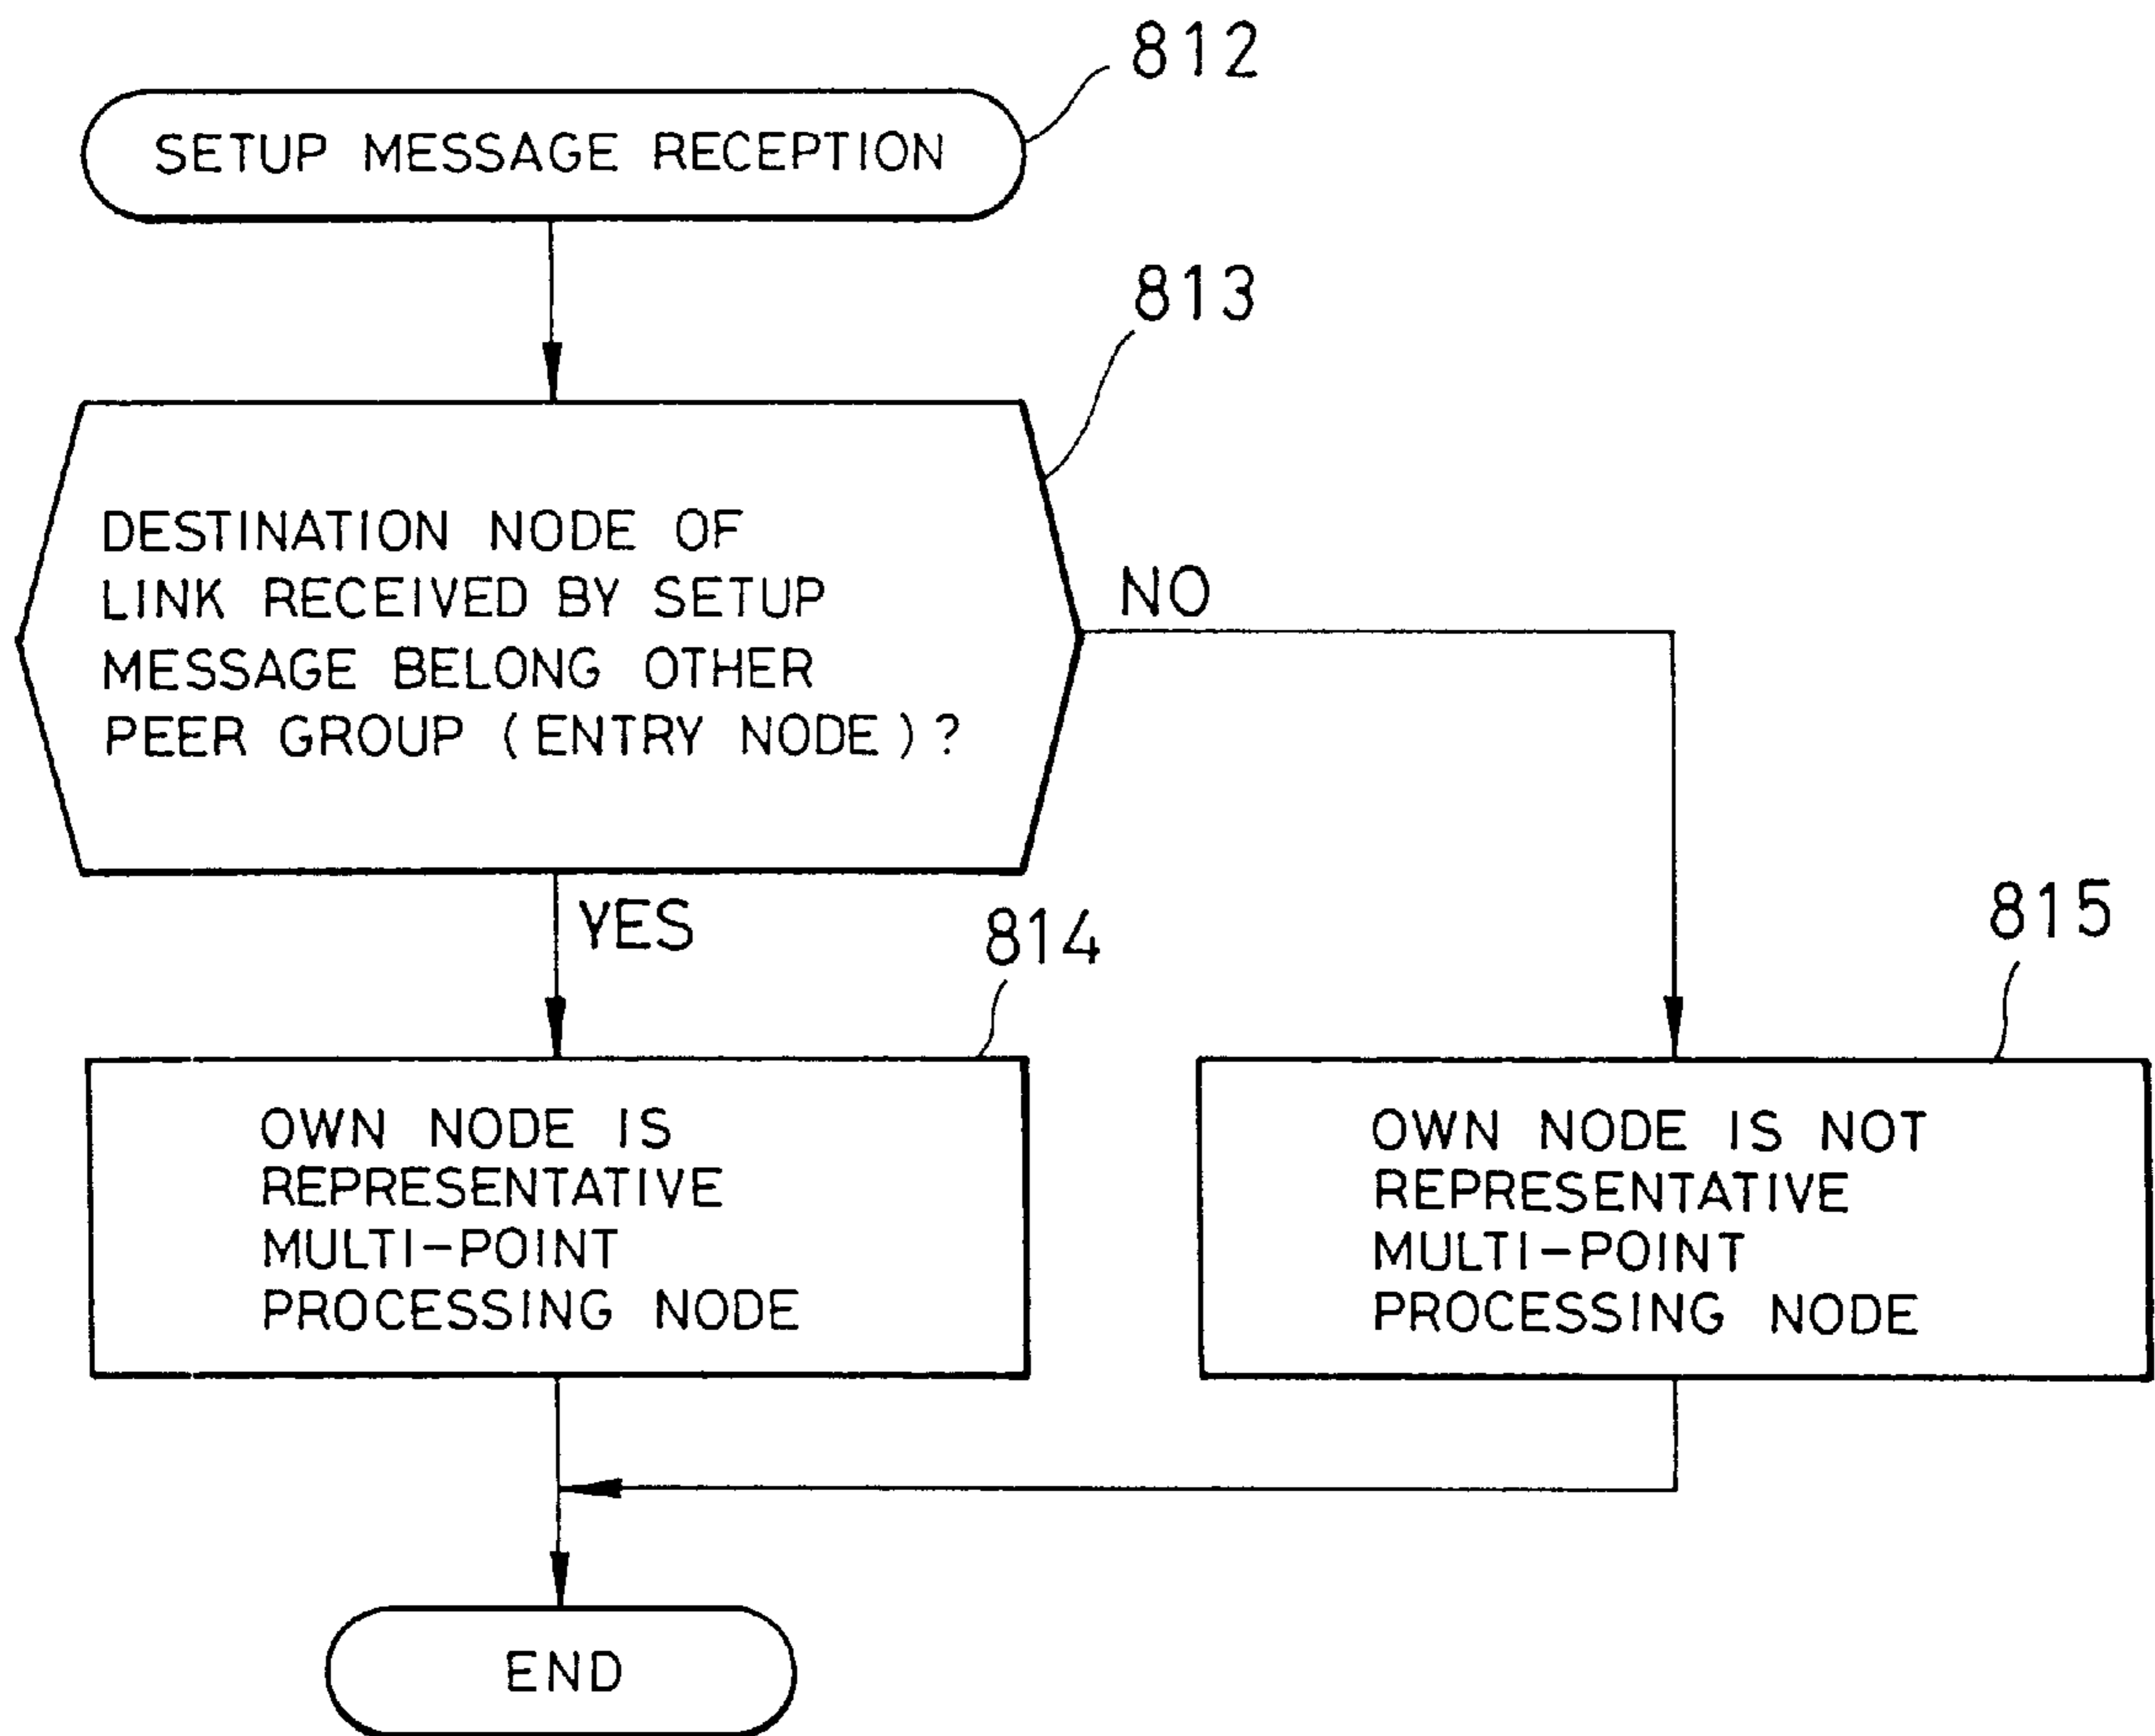 812
SETUP MESSAGE RECEPTION
813
DESTINATION NODE OF
LINK RECEIVED BY SETUP
MESSAGE BELONG OTHER
PEER GROUP (ENTRY NODE)?
NO
YES
814
OWN NODE IS
REPRESENTATIVE
MULTI-POINT
PROCESSING NODE
815
OWN NODE IS NOT
REPRESENTATIVE
MULTI-POINT
PROCESSING NODE
END